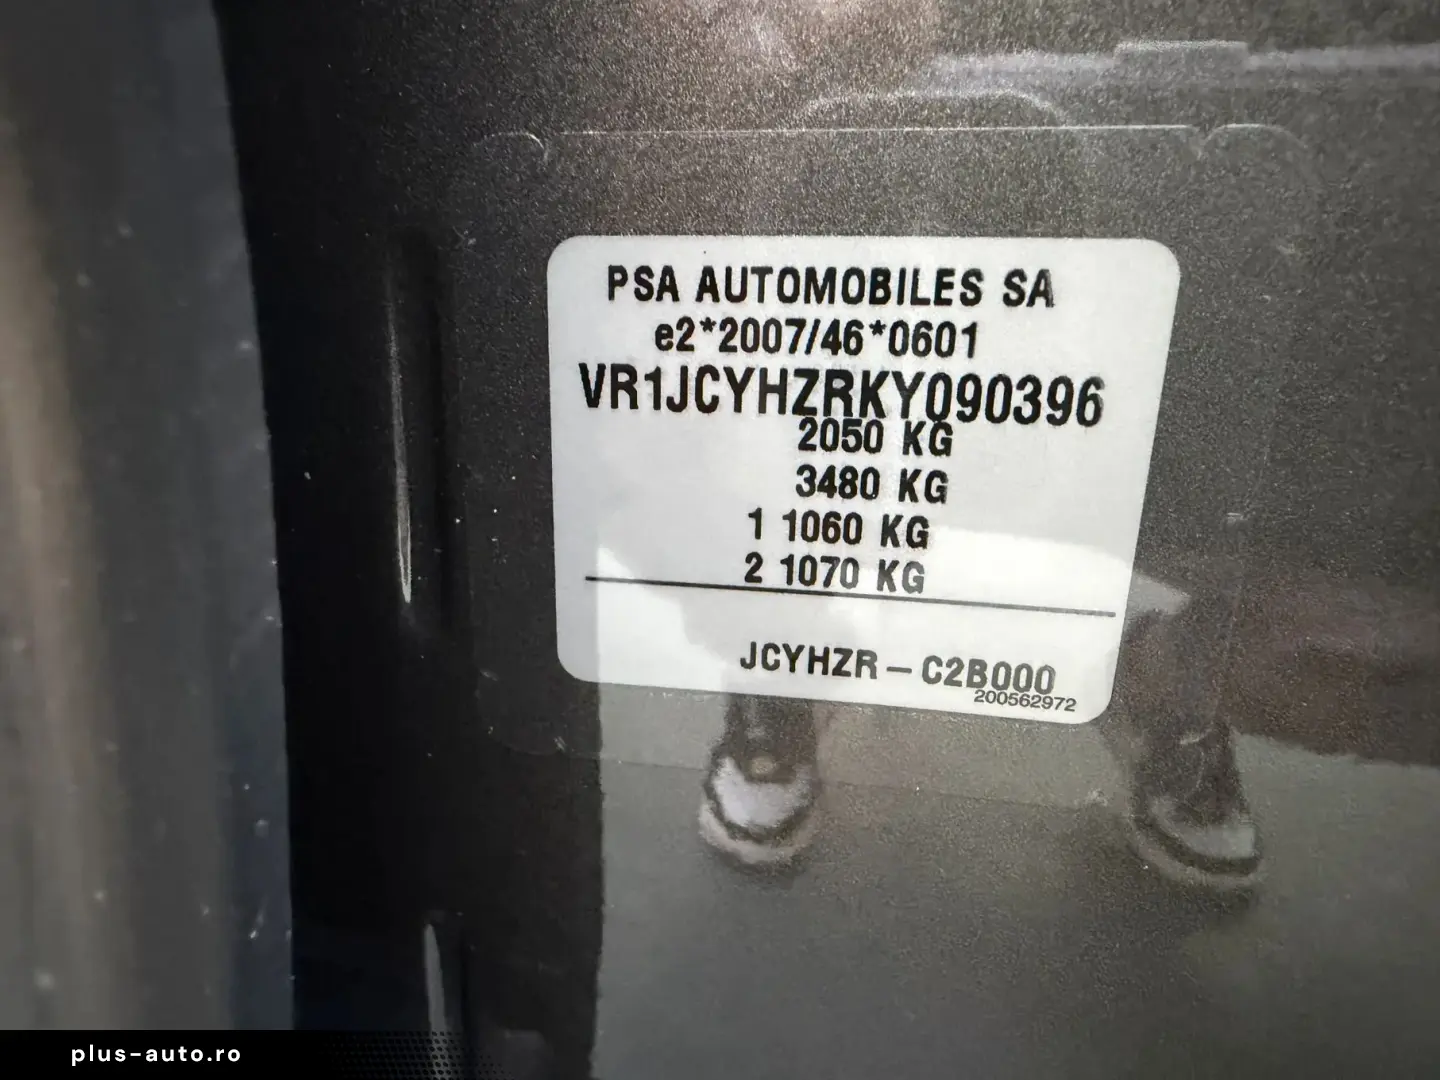 PSA AUTOMOBILES SA
e2*2007/46*0601
VR1JCYHZRKY090396
2050 KG
3480 KG
1 1060 KG
2 1070 KG
JCYHZR – C2B000
200562972
plus-auto.ro